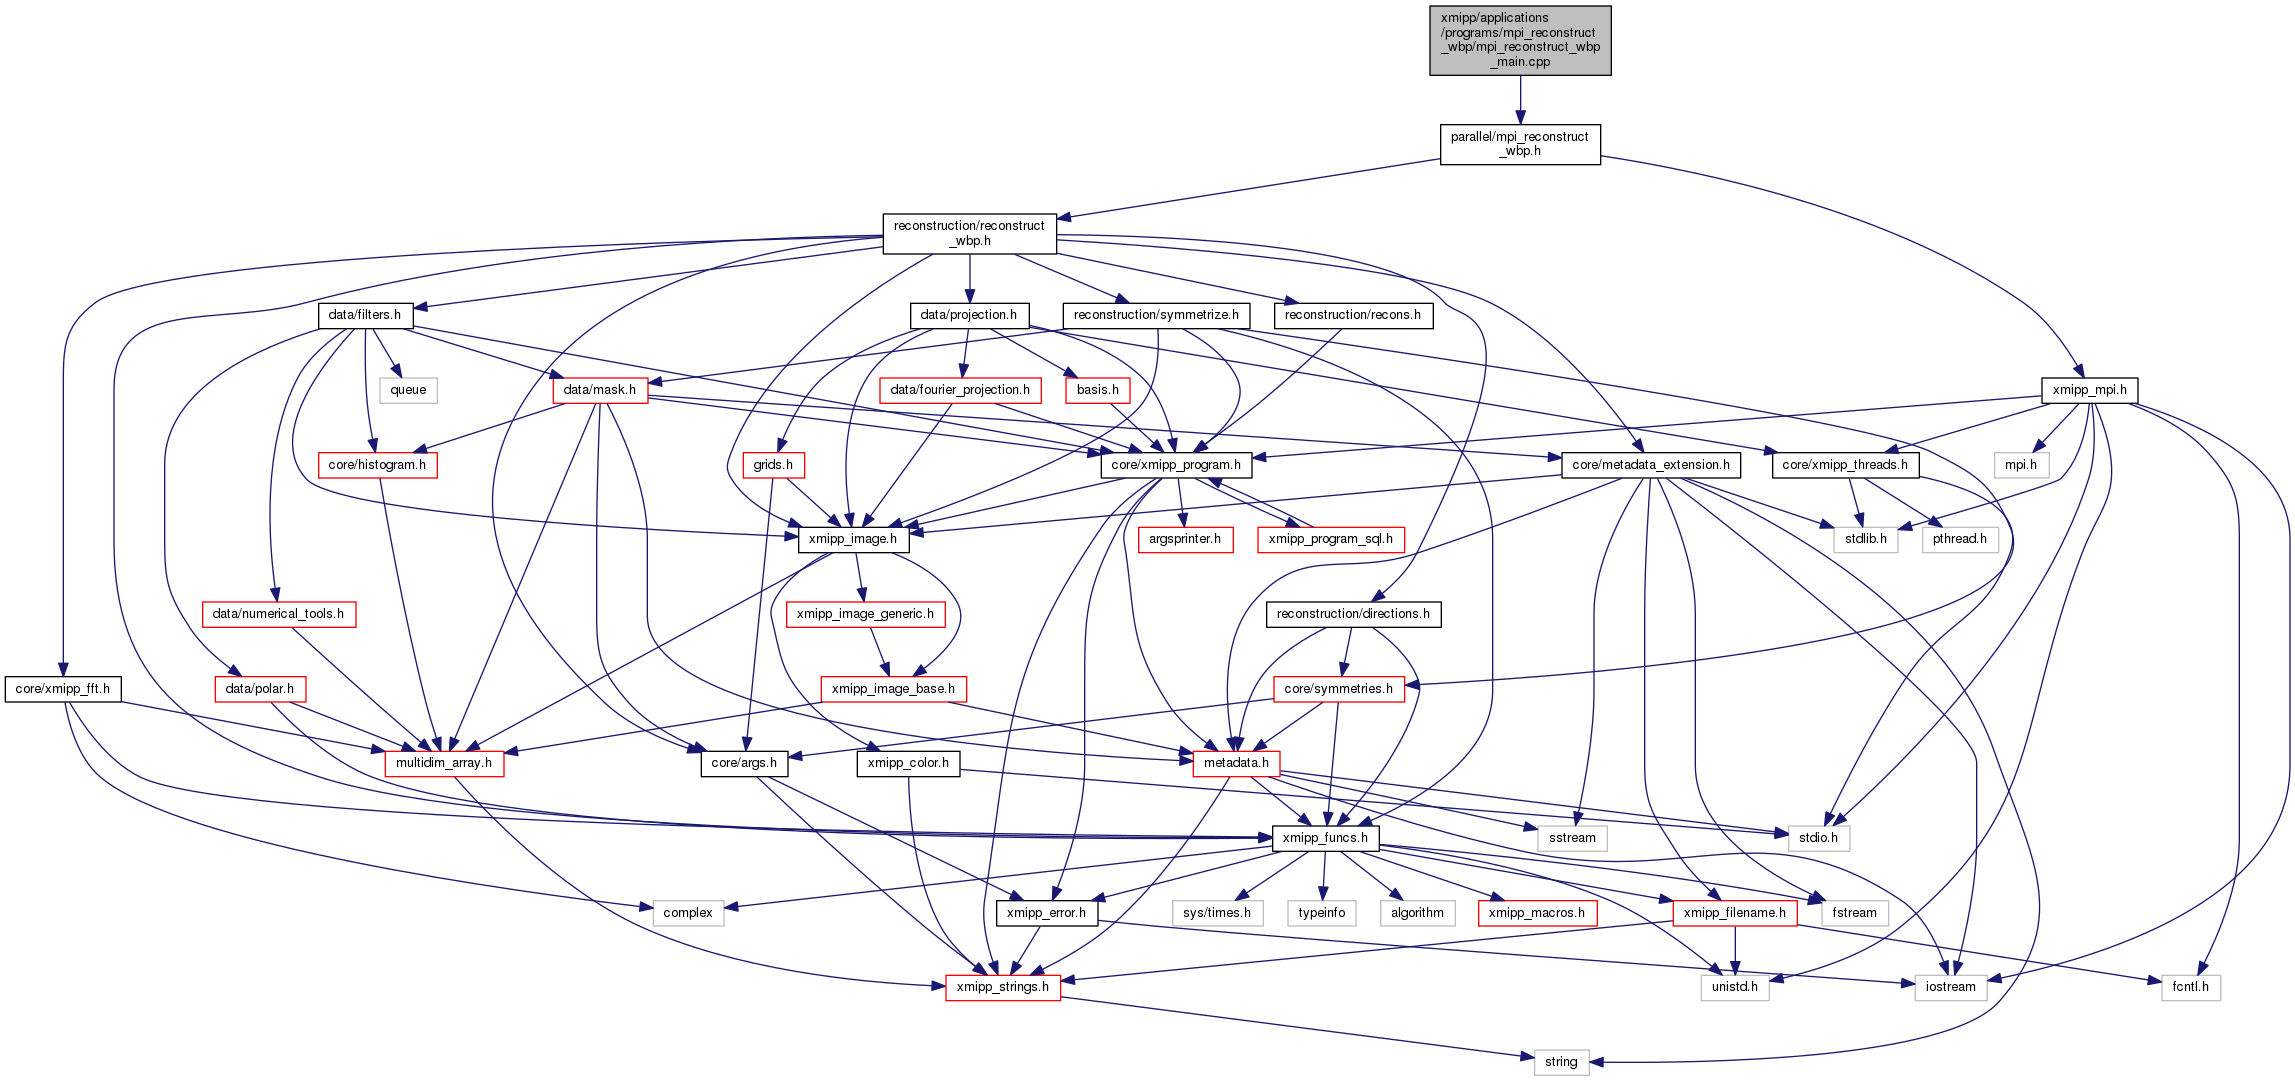 xmipp/applications
/programs/mpi_reconstruct
_wbp/mpi_reconstruct_wbp
_main.cpp
parallel/mpi_reconstruct
_wbp.h
reconstruction/reconstruct
_wbp.h
data/filters.h
data/projection.h
reconstruction/symmetrize.h
reconstruction/recons.h
queue
data/mask.h
data/fourier_projection.h
basis.h
xmipp_mpi.h
core/histogram.h
grids.h
core/xmipp_program.h
core/metadata_extension.h
core/xmipp_threads.h
mpi.h
xmipp_image.h
argsprinter.h
xmipp_program_sql.h
stdlib.h
pthread.h
data/numerical_tools.h
xmipp_image_generic.h
reconstruction/directions.h
core/xmipp_fft.h
data/polar.h
xmipp_image_base.h
core/symmetries.h
multidim_array.h
core/args.h
xmipp_color.h
metadata.h
xmipp_funcs.h
sstream
stdio.h
complex
xmipp_error.h
sys/times.h
typeinfo
algorithm
xmipp_macros.h
xmipp_filename.h
fstream
xmipp_strings.h
unistd.h
iostream
fcntl.h
string